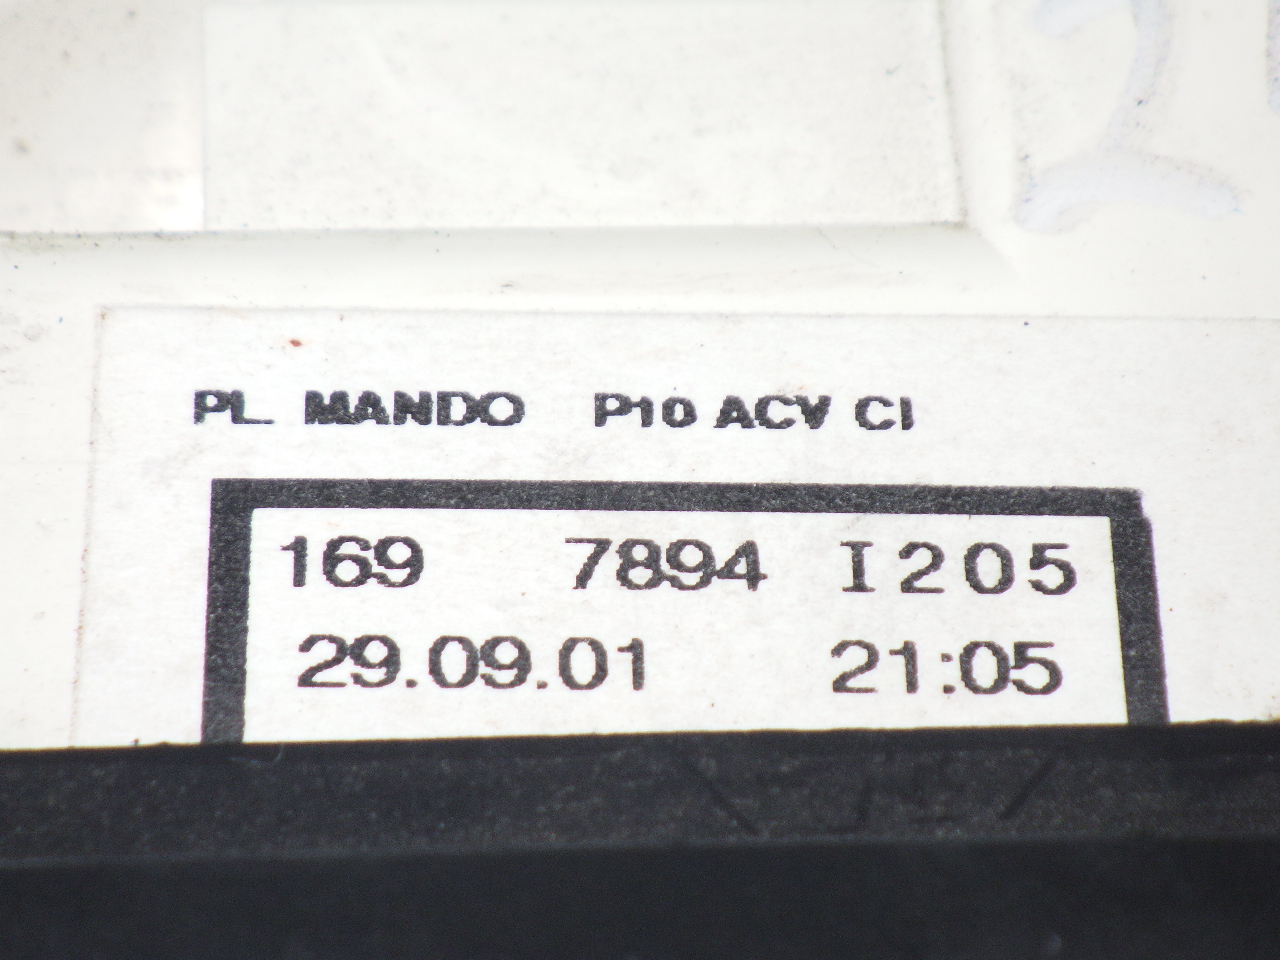 PL. MANDO P10 ACV CI
169 7894 I205
29.09.01 21:05